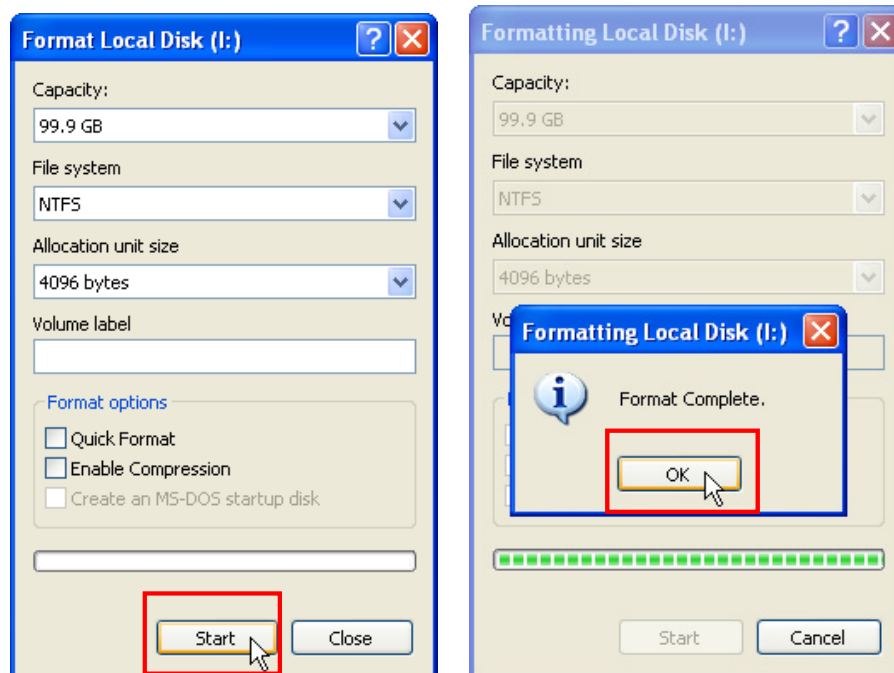 Format Local Disk (I:)
Capacity:
99.9 GB
File system
NTFS
Allocation unit size
4096 bytes
Volume label
Format options
Quick Format
Enable Compression
Create an MS-DOS startup disk
Start Close
Formatting Local Disk (I:)
Capacity:
99.9 GB
File system
NTFS
Allocation unit size
4096 bytes
Formatting Local Disk (I:)
Format Complete.
OK
Start Cancel